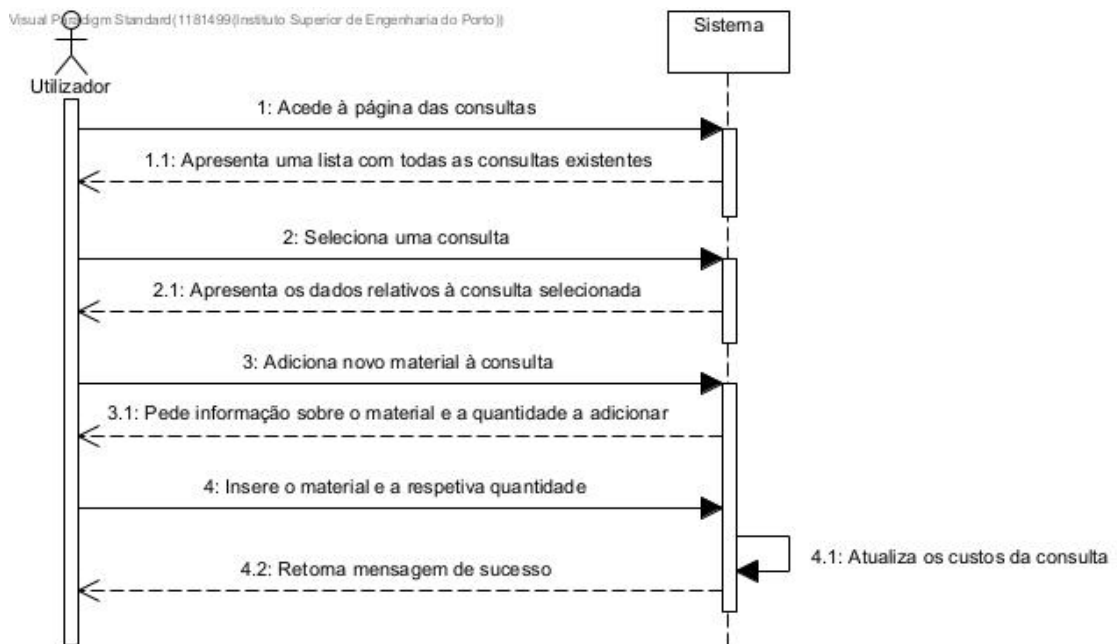 Visual Paradigm Standard(1181499(Instituto Superior de Engenharia do Porto))
Sistema
Utilizador
1: Acede à página das consultas
1.1: Apresenta uma lista com todas as consultas existentes
2: Seleciona uma consulta
2.1: Apresenta os dados relativos à consulta selecionada
3: Adiciona novo material à consulta
3.1: Pede informação sobre o material e a quantidade a adicionar
4: Insere o material e a respetiva quantidade
4.1: Atualiza os custos da consulta
4.2: Retorna mensagem de sucesso